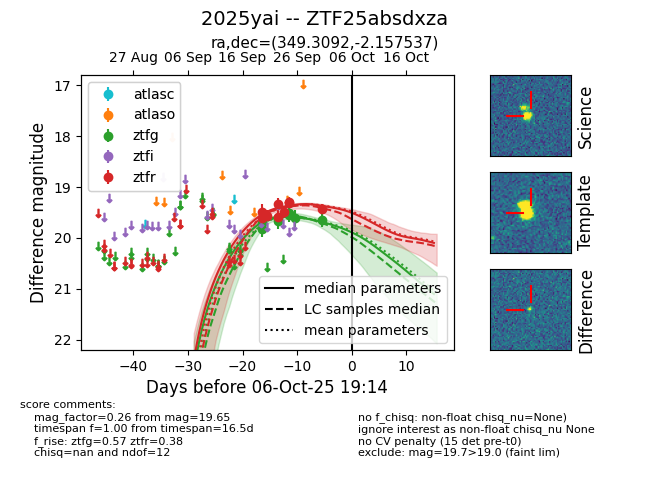 2025yai -- ZTF25absdxza
ra,dec=(349.3092,-2.157537)
27 Aug 06 Sep 16 Sep 26 Sep 06 Oct 16 Oct
17
18
19
20
21
22
Difference magnitude
atlasc
atlaso
ztfg
ztfi
ztfr
median parameters
LC samples median
mean parameters
−40 −30 −20 −10 0 10
Days before 06-Oct-25 19:14
Science
Template
Difference
score comments:
mag_factor=0.26 from mag=19.65
timespan f=1.00 from timespan=16.5d
f_rise: ztfg=0.57 ztfr=0.38
chisq=nan and ndof=12
no f_chisq: non-float chisq_nu=None)
ignore interest as non-float chisq_nu None
no CV penalty (15 det pre-t0)
exclude: mag=19.7>19.0 (faint lim)